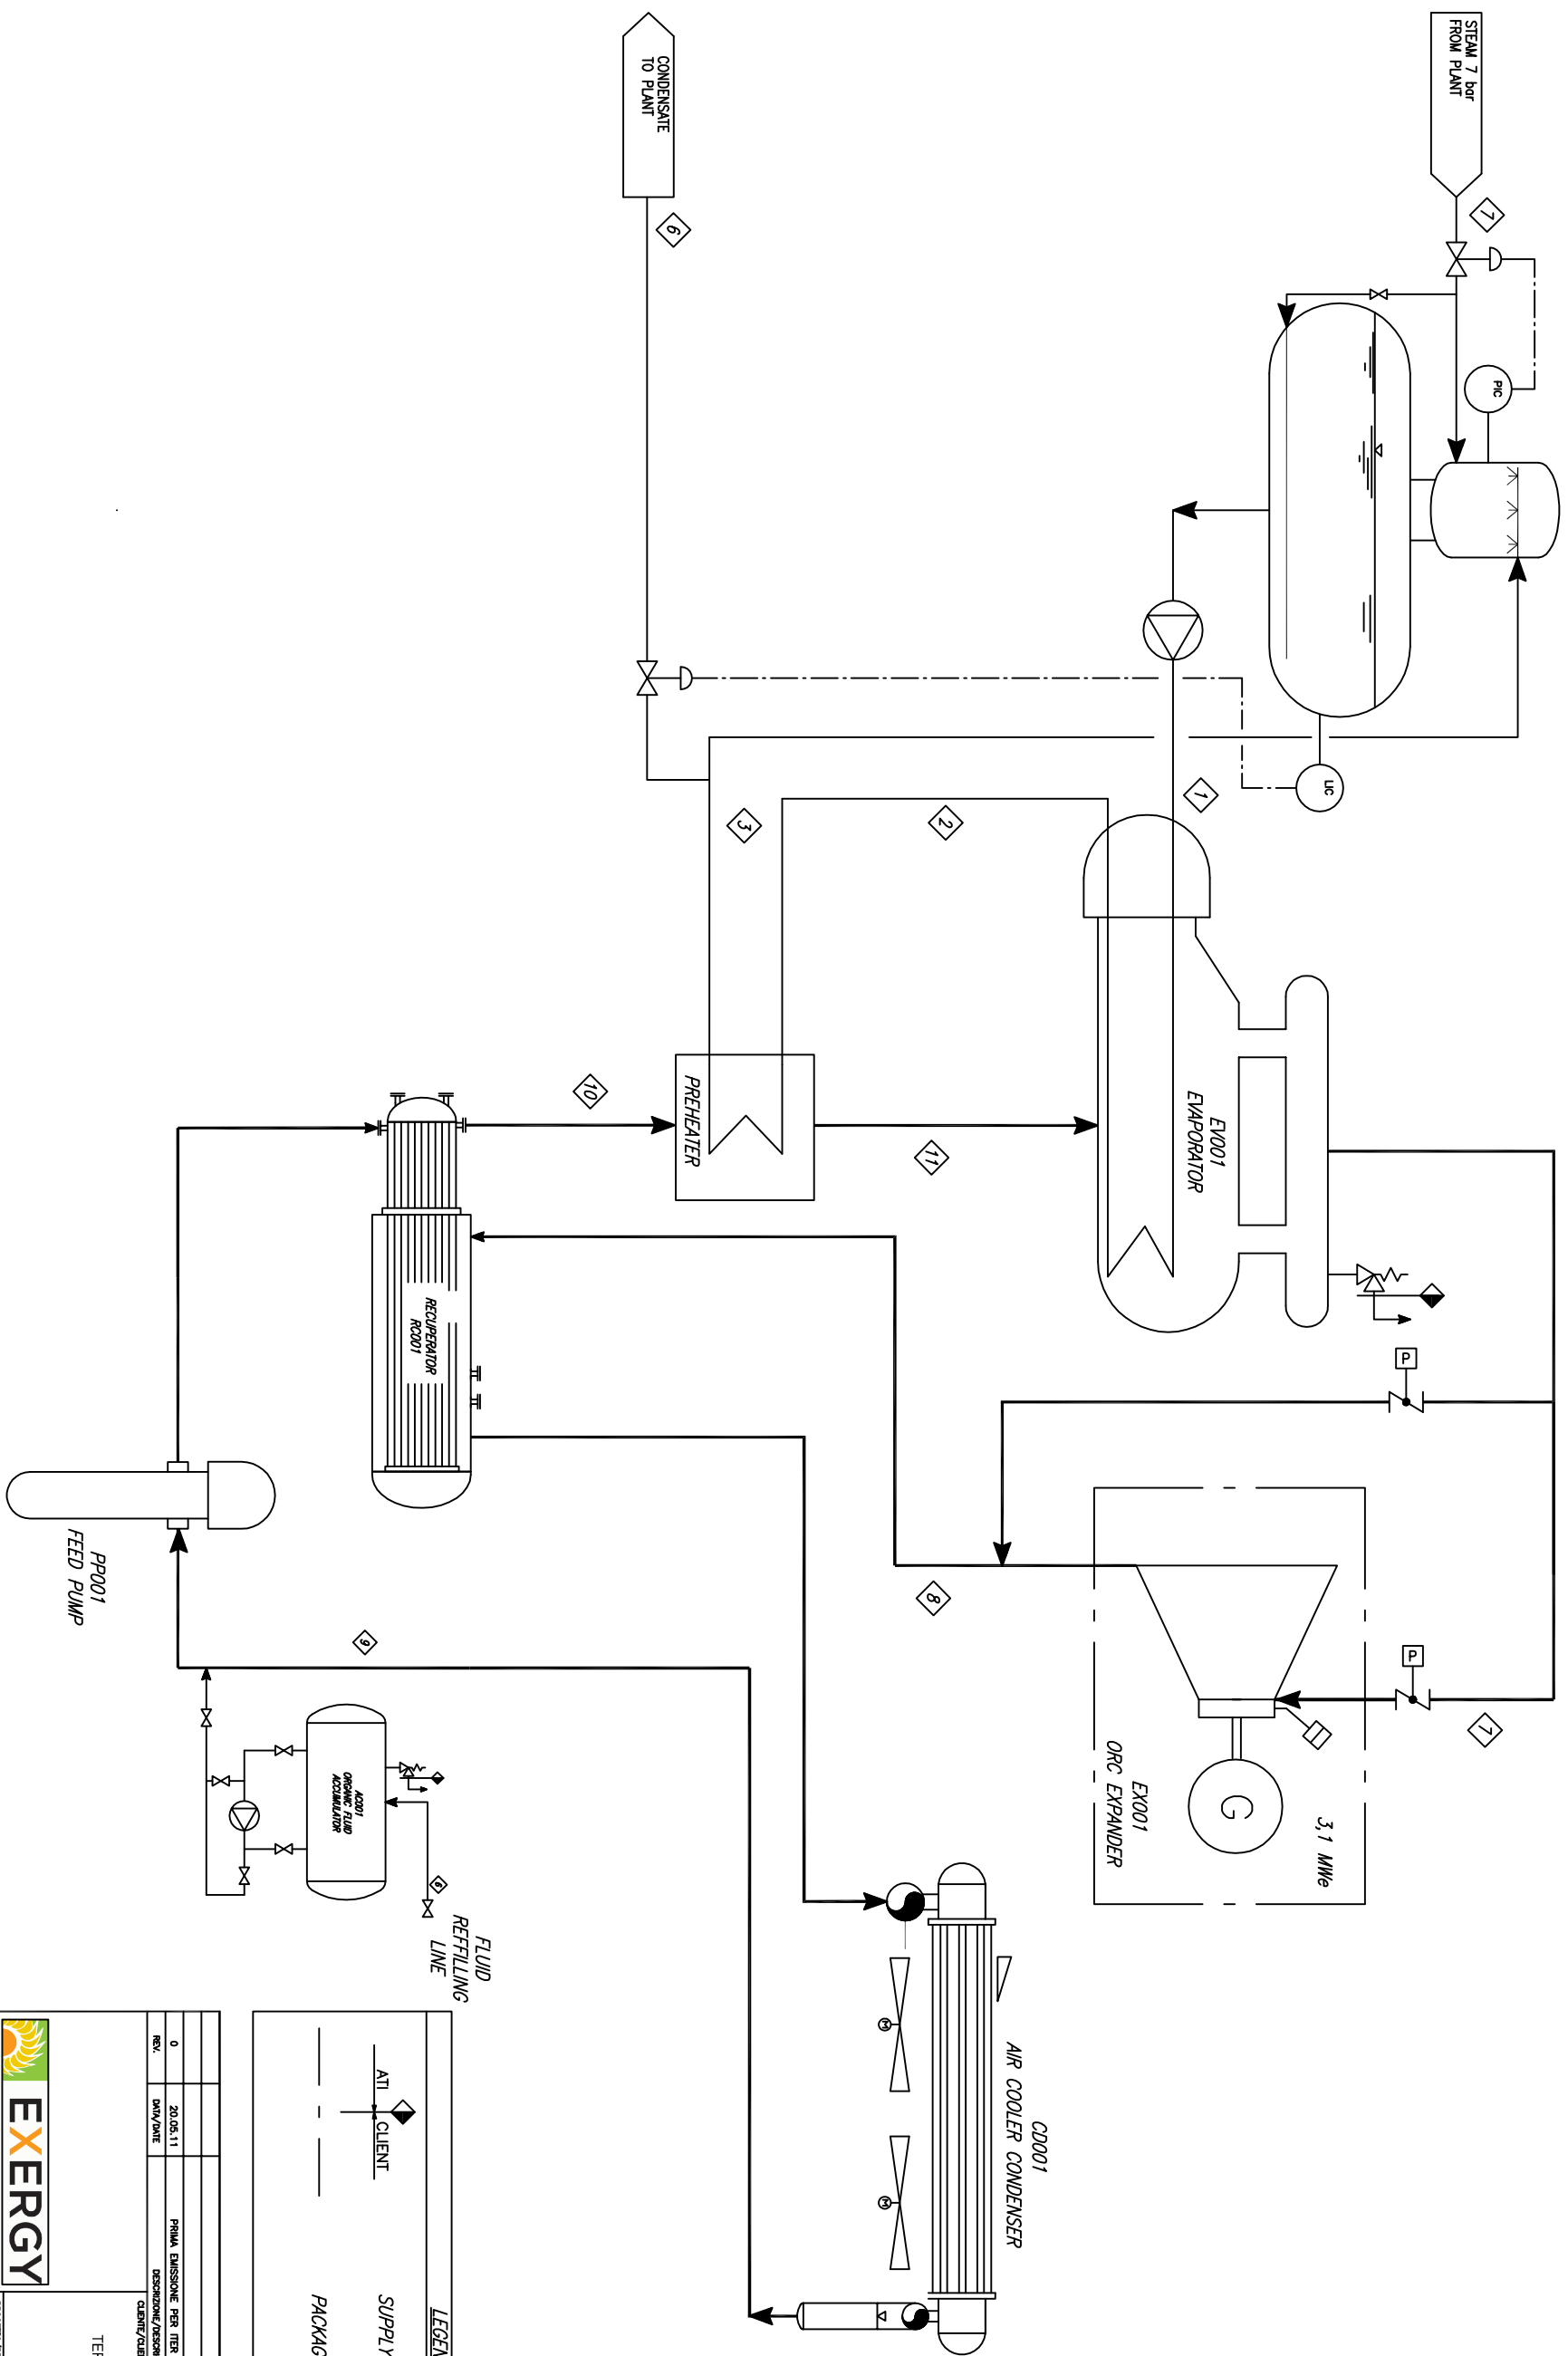 STEAM 7 bar
FROM PLANT
7
PIC
CONDENSATE
TO PLANT
6
LIC
1
2
3
EV001
EVAPORATOR
PREHEATER
10
11
RECUPERATOR
RC001
P
P
7
3,1 MWe
G
EX001
ORC EXPANDER
8
PP001
FEED PUMP
9
AC001
ORGANIC FLUID
ACCUMULATOR
6
FLUID
REFFILLING
LINE
CD001
AIR COOLER CONDENSER
M
M
LEGEN
ATI
CLIENT
SUPPLY
PACKAG
0
20.05.11
PRIMA EMISSIONE PER ITER
REV.
DATA/DATE
DESCRIZIONE/DESCRI
CLIENTE/CLIE
TEF
EXERGY